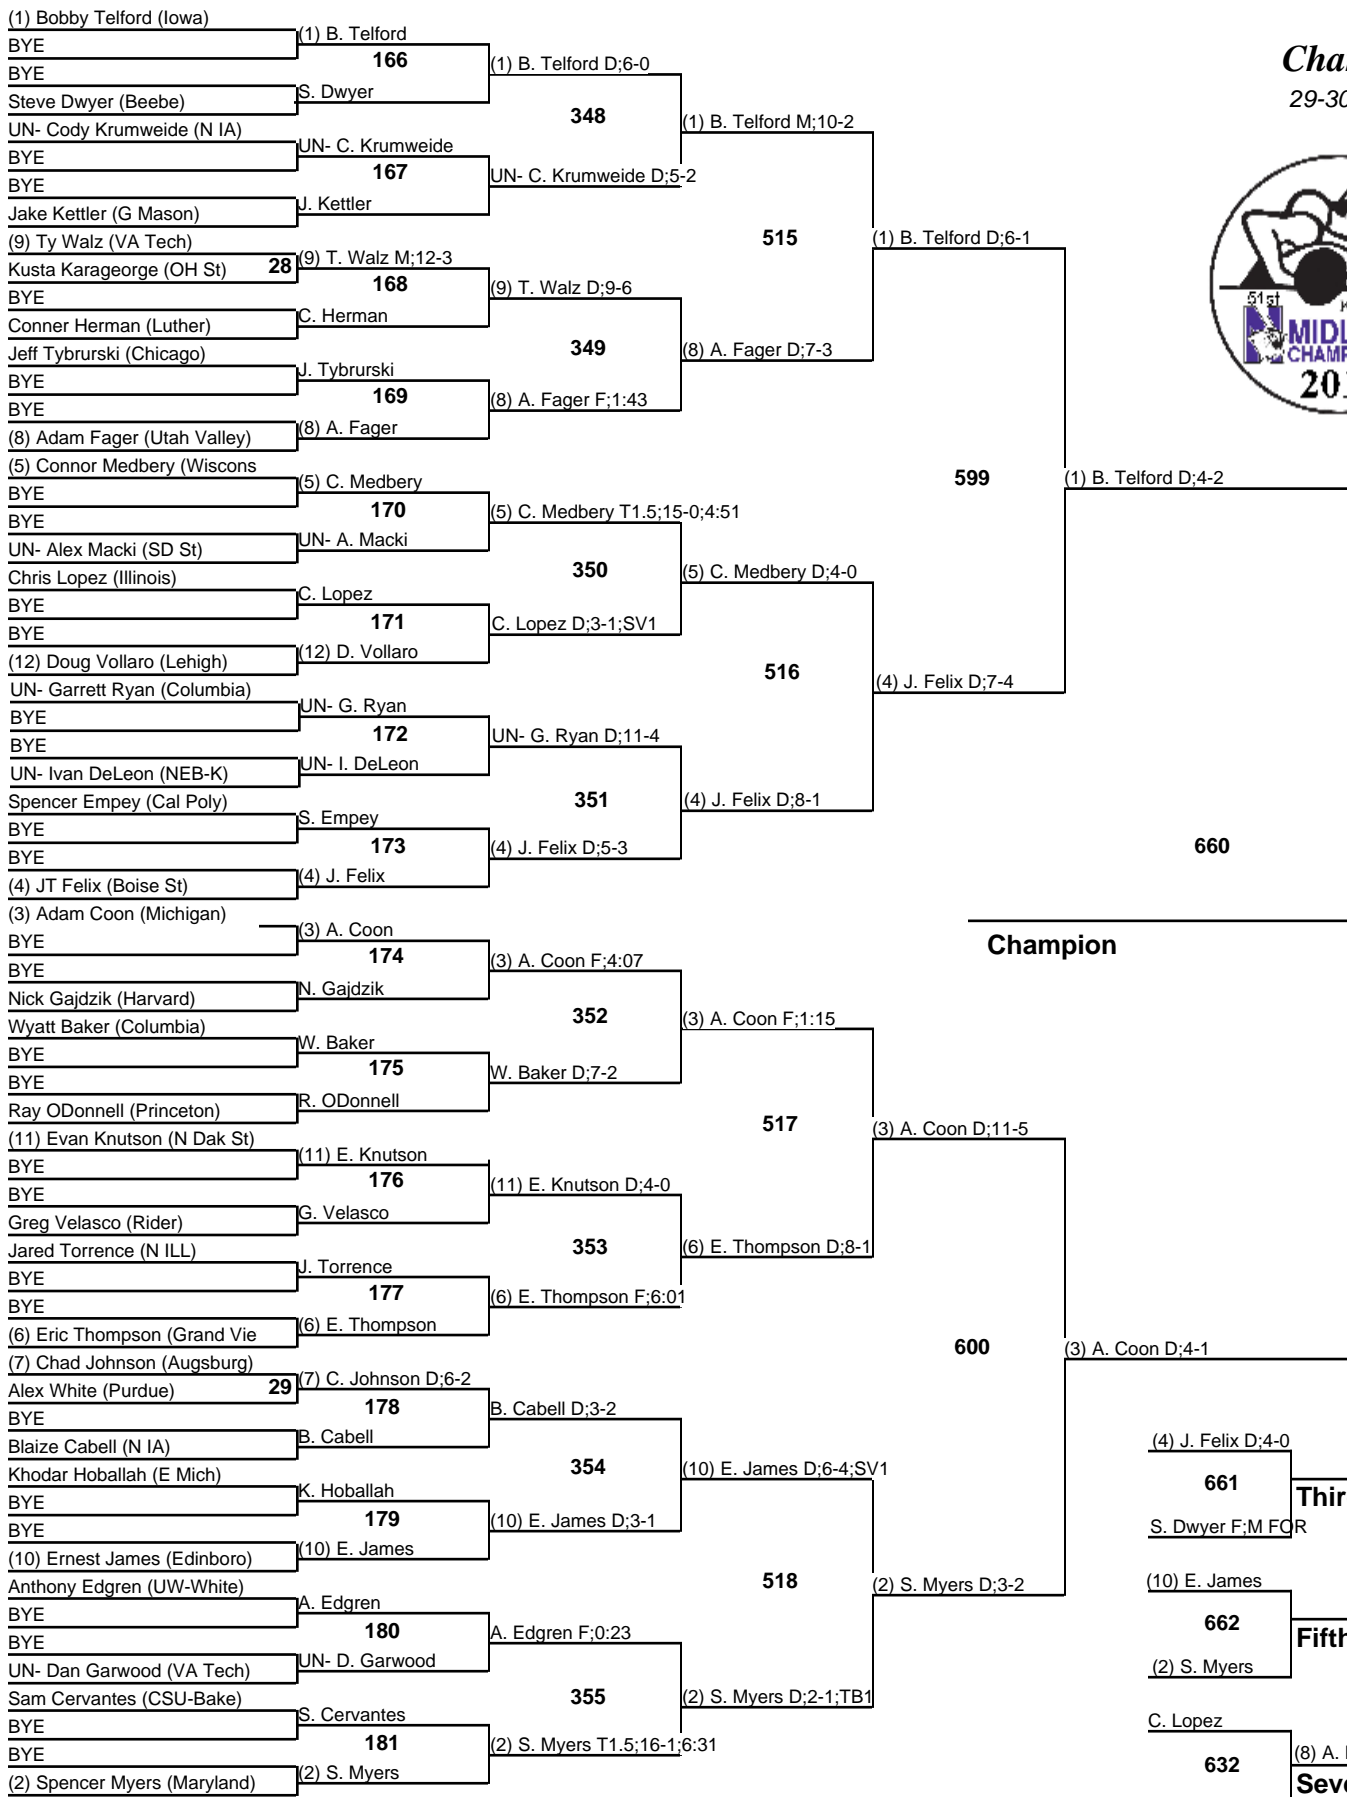 (1) Bobby Telford (Iowa)
BYE
BYE
Steve Dwyer (Beebe)
UN- Cody Krumweide (N IA)
BYE
BYE
Jake Kettler (G Mason)
(9) Ty Walz (VA Tech)
Kusta Karageorge (OH St) 28
BYE
Conner Herman (Luther)
Jeff Tybrurski (Chicago)
BYE
BYE
(8) Adam Fager (Utah Valley)
(5) Connor Medbery (Wiscons
BYE
BYE
UN- Alex Macki (SD St)
Chris Lopez (Illinois)
BYE
BYE
(12) Doug Vollaro (Lehigh)
UN- Garrett Ryan (Columbia)
BYE
BYE
UN- Ivan DeLeon (NEB-K)
Spencer Empey (Cal Poly)
BYE
BYE
(4) JT Felix (Boise St)
(3) Adam Coon (Michigan)
BYE
BYE
Nick Gajdzik (Harvard)
Wyatt Baker (Columbia)
BYE
BYE
Ray ODonnell (Princeton)
(11) Evan Knutson (N Dak St)
BYE
BYE
Greg Velasco (Rider)
Jared Torrence (N ILL)
BYE
BYE
(6) Eric Thompson (Grand Vie
(7) Chad Johnson (Augsburg)
Alex White (Purdue) 29
BYE
Blaize Cabell (N IA)
Khodar Hoballah (E Mich)
BYE
BYE
(10) Ernest James (Edinboro)
Anthony Edgren (UW-White)
BYE
BYE
UN- Dan Garwood (VA Tech)
Sam Cervantes (CSU-Bake)
BYE
BYE
(2) Spencer Myers (Maryland)
(1) B. Telford
166
S. Dwyer
UN- C. Krumweide
167
J. Kettler
(9) T. Walz M;12-3
168
C. Herman
J. Tybrurski
169
(8) A. Fager
(5) C. Medbery
170
UN- A. Macki
C. Lopez
171
(12) D. Vollaro
UN- G. Ryan
172
UN- I. DeLeon
S. Empey
173
(4) J. Felix
(3) A. Coon
174
N. Gajdzik
W. Baker
175
R. ODonnell
(11) E. Knutson
176
G. Velasco
J. Torrence
177
(6) E. Thompson
(7) C. Johnson D;6-2
178
B. Cabell
K. Hoballah
179
(10) E. James
A. Edgren
180
UN- D. Garwood
S. Cervantes
181
(2) S. Myers
(1) B. Telford D;6-0
348
UN- C. Krumweide D;5-2
(9) T. Walz D;9-6
349
(8) A. Fager F;1:43
(5) C. Medbery T1.5;15-0;4:51
350
C. Lopez D;3-1;SV1
UN- G. Ryan D;11-4
351
(4) J. Felix D;5-3
(3) A. Coon F;4:07
352
W. Baker D;7-2
(11) E. Knutson D;4-0
353
(6) E. Thompson F;6:01
B. Cabell D;3-2
354
(10) E. James D;3-1
A. Edgren F;0:23
355
(2) S. Myers T1.5;16-1;6:31
(1) B. Telford M;10-2
515
(8) A. Fager D;7-3
(5) C. Medbery D;4-0
516
(4) J. Felix D;8-1
(3) A. Coon F;1:15
517
(6) E. Thompson D;8-1
(10) E. James D;6-4;SV1
518
(2) S. Myers D;2-1;TB1
(1) B. Telford D;6-1
599
(4) J. Felix D;7-4
(3) A. Coon D;11-5
600
(2) S. Myers D;3-2
(1) B. Telford D;4-2
660
(3) A. Coon D;4-1
Champion
Cha
29-30
51st
N
MIDL
CHAMP
201
(4) J. Felix D;4-0
661
Thir
S. Dwyer F;M FOR
(10) E. James
662
Fifth
(2) S. Myers
C. Lopez
632
(8) A.
Seve